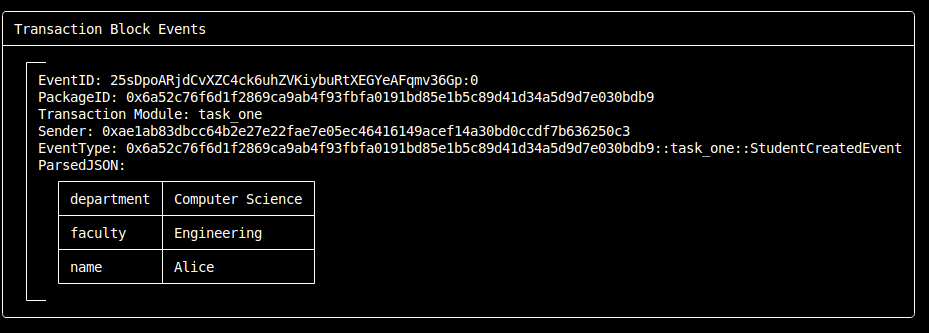 Transaction Block Events
EventID: 25sDpoARjdCvXZC4ck6uhZVKiybuRtXEGYeAFqmv36Gp:0
PackageID: 0x6a52c76f6d1f2869ca9ab4f93fbfa0191bd85e1b5c89d41d34a5d9d7e030bdb9
Transaction Module: task_one
Sender: 0xae1ab83dbcc64b2e27e22fae7e05ec46416149acef14a30bd0ccdf7b636250c3
EventType: 0x6a52c76f6d1f2869ca9ab4f93fbfa0191bd85e1b5c89d41d34a5d9d7e030bdb9::task_one::StudentCreatedEvent
ParsedJSON:
department Computer Science
faculty Engineering
name Alice